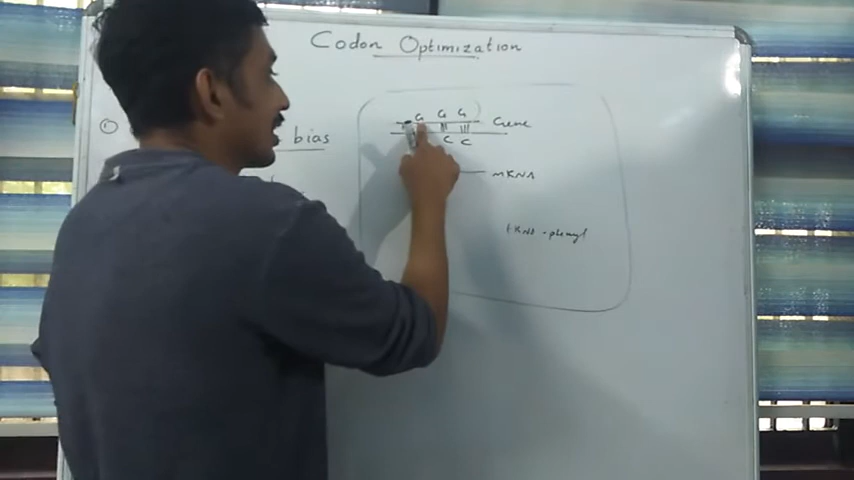 Codon Optimization
① bias
G G G Gene
C C
mRNA
tRNA - phenyl